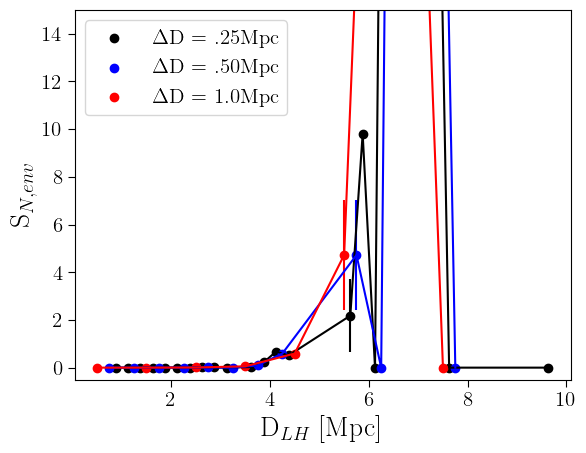 ΔD = .25Mpc
ΔD = .50Mpc
ΔD = 1.0Mpc
14
12
10
8
6
4
2
0
S_{N,env}
2 4 6 8 10
D_{LH} [Mpc]